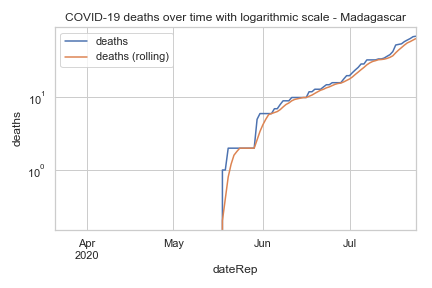 COVID-19 deaths over time with logarithmic scale - Madagascar
deaths
deaths (rolling)
10¹
10⁰
deaths
Apr
2020
May
Jun
Jul
dateRep